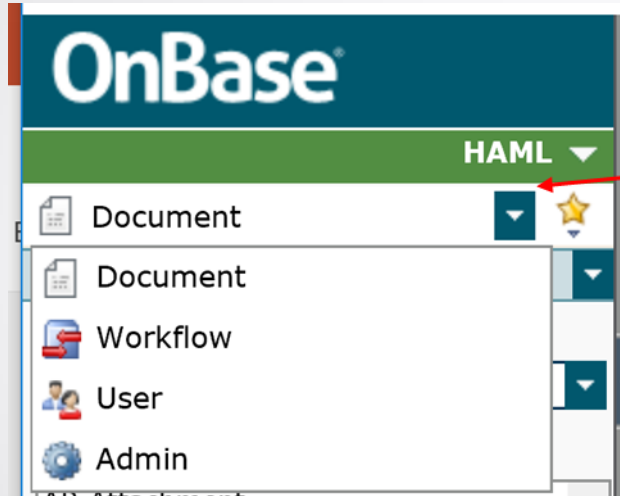 OnBase®
HAML
Document
Document
Workflow
User
Admin